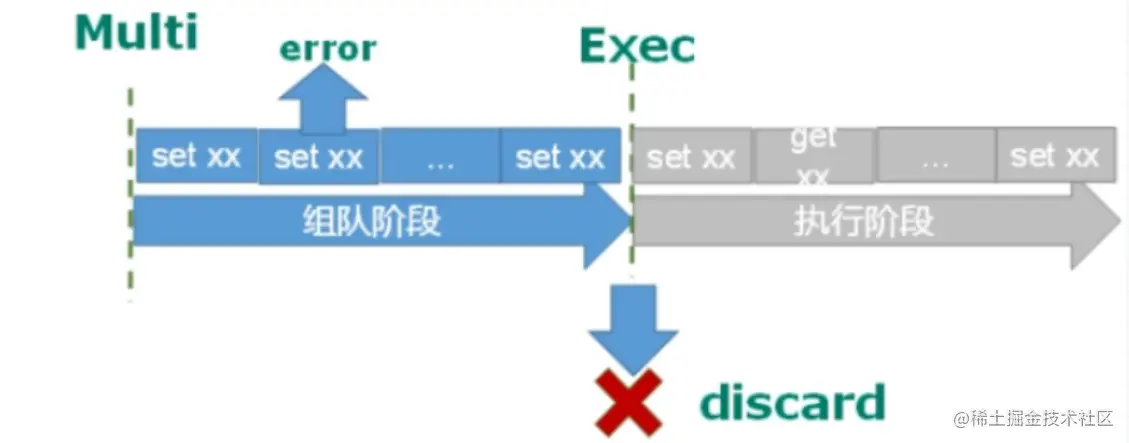 Multi
error
Exec
set xx
set xx
...
set xx
set xx
get
xx
...
set xx
组队阶段
执行阶段
discard
@稀土掘金技术社区